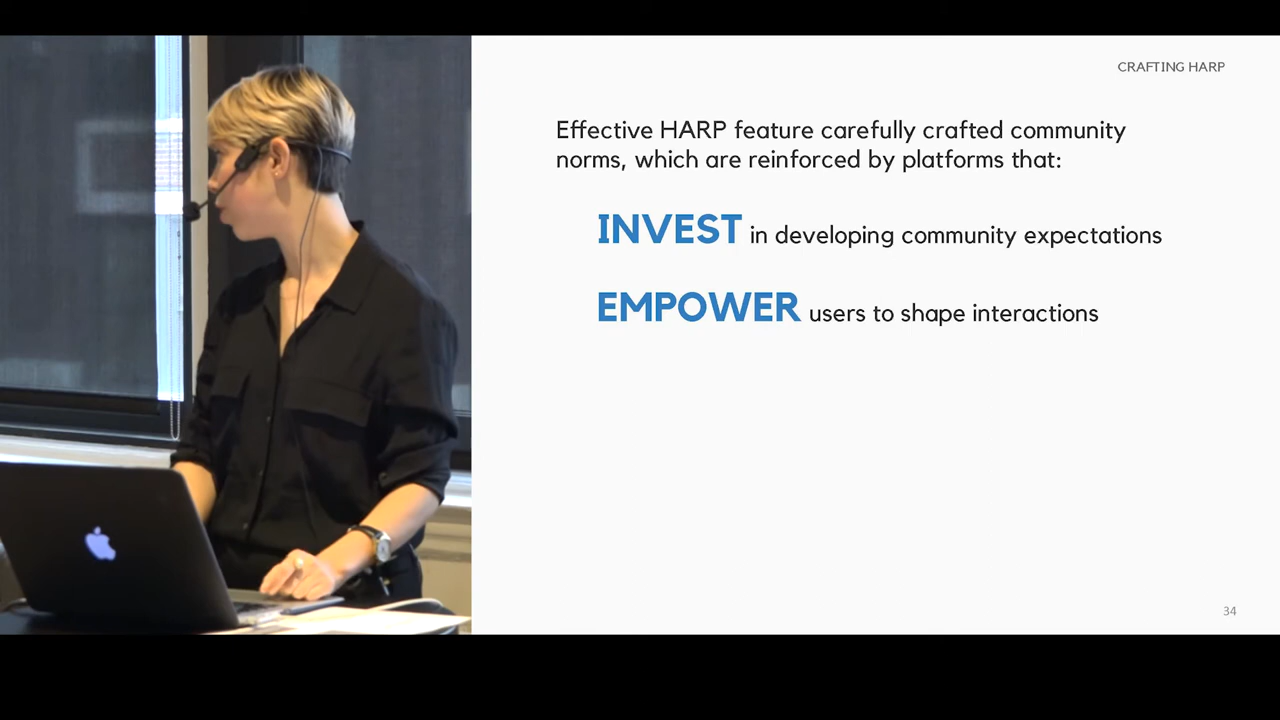 CRAFTING HARP
Effective HARP feature carefully crafted community
norms, which are reinforced by platforms that:
INVEST in developing community expectations
EMPOWER users to shape interactions
34